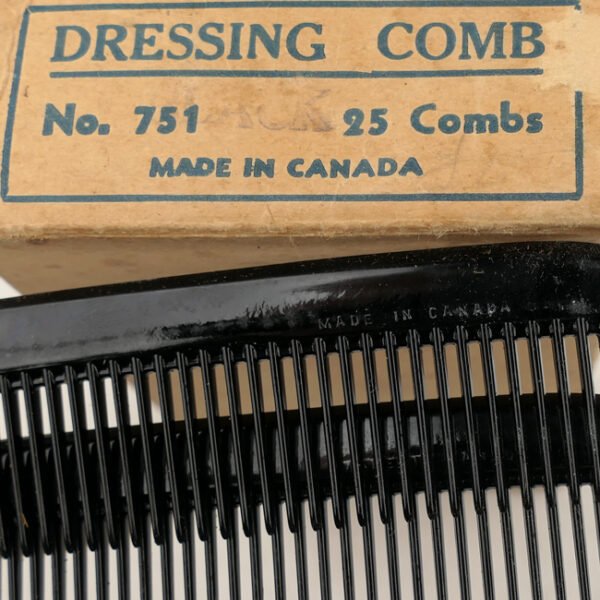 DRESSING COMB
No. 751 25 Combs
MADE IN CANADA
MADE IN CANADA